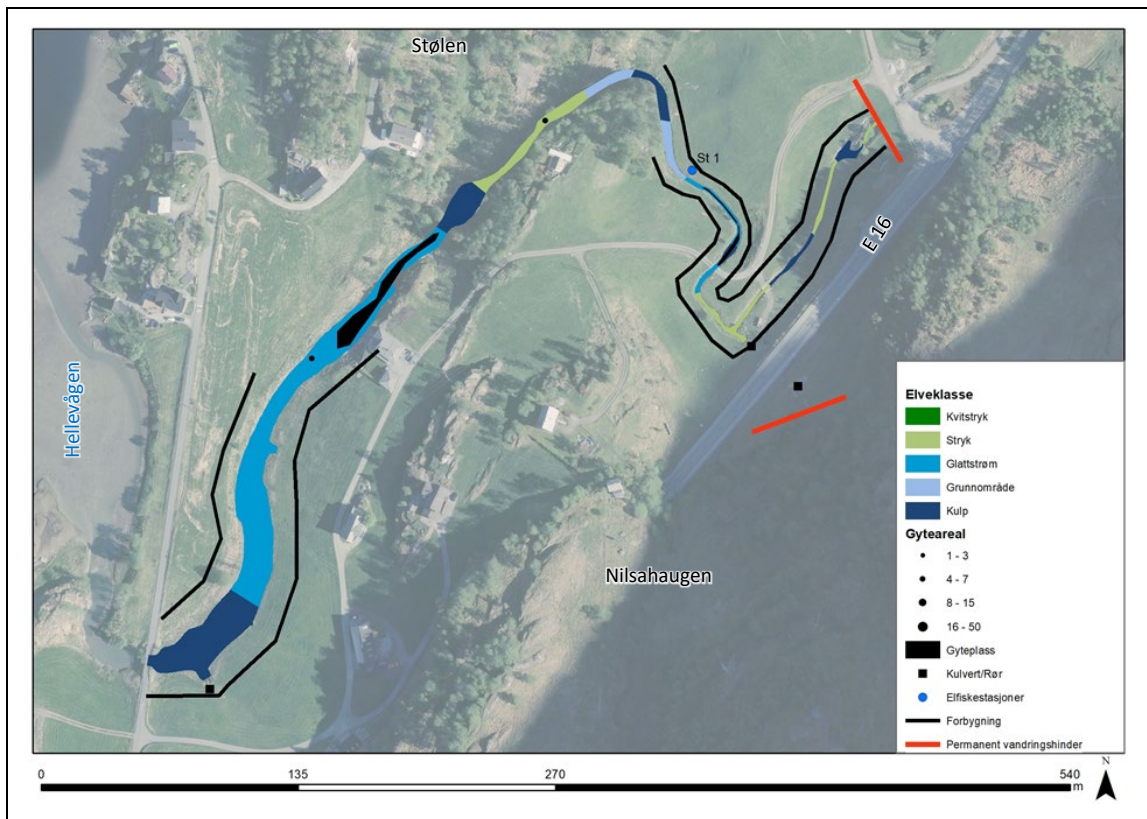 Stølen
St 1
E 16
Hellevågen
Nilsahaugen
Elveklasse
Kvitstryk
Stryk
Glattstrøm
Grunnområde
Kulp
Gyteareal
1 - 3
4 - 7
8 - 15
16 - 50
Gyteplass
Kulvert/Rør
Elfiskestasjoner
Forbygning
Permanent vandringshinder
0 135 270 540
m
N